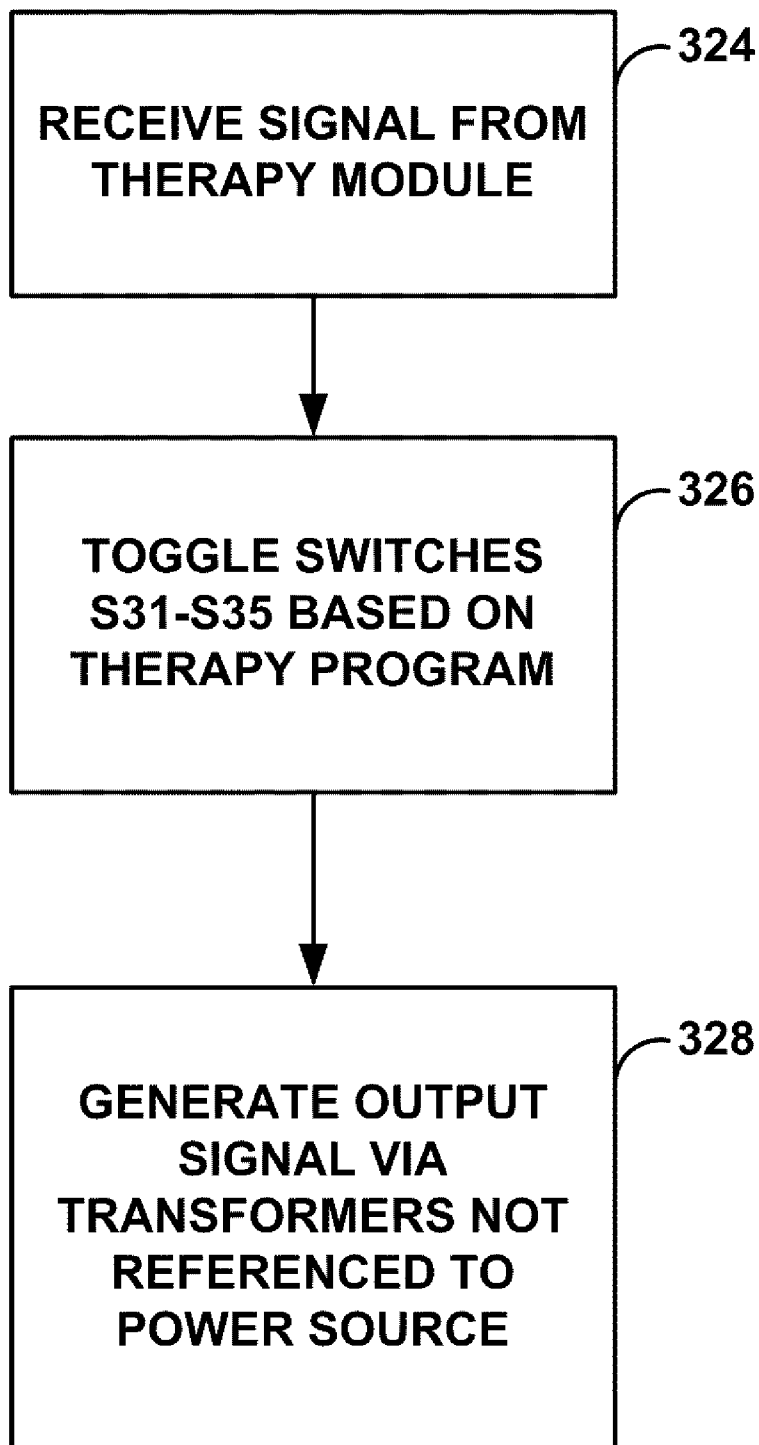 324
RECEIVE SIGNAL FROM
THERAPY MODULE
326
TOGGLE SWITCHES
S31-S35 BASED ON
THERAPY PROGRAM
328
GENERATE OUTPUT
SIGNAL VIA
TRANSFORMERS NOT
REFERENCED TO
POWER SOURCE